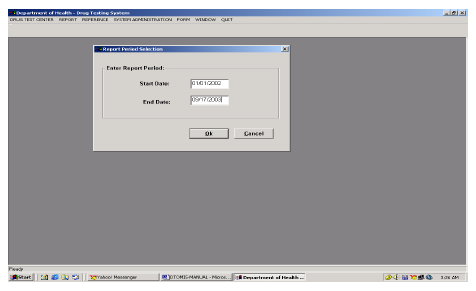 Department of Health - Drug Testing System
DRUG TEST CENTER REPORT REFERENCE SYSTEM ADMINISTRATION FORM WINDOW QUIT
Report Period Selection
Enter Report Period:
Start Date: 01/01/2002
End Date: 09/17/2003
Ok Cancel
Ready
Start Yahoo! Messenger DTOMIS-MANUAL - Micros... Department of Health ... 3:06 AM